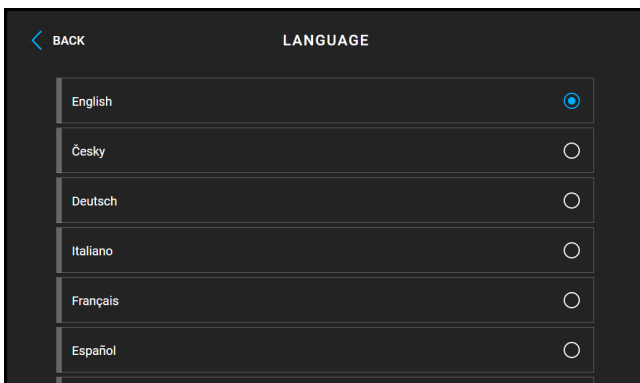 BACK
LANGUAGE
English
Česky
Deutsch
Italiano
Français
Español